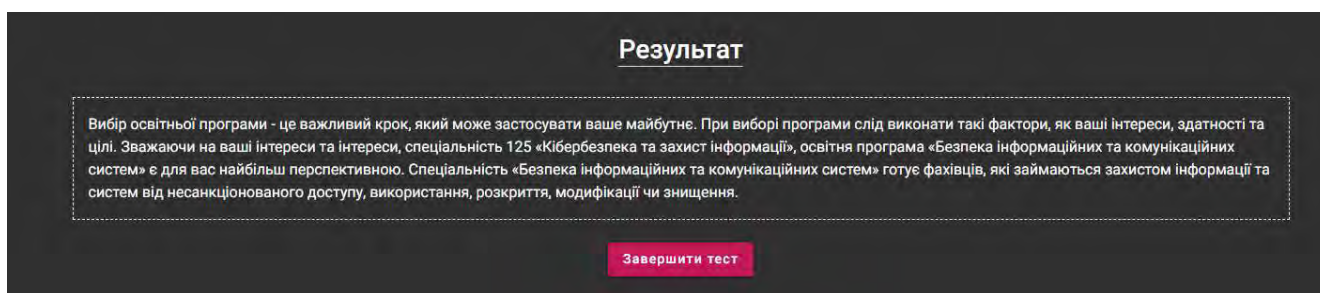 Результат
Вибір освітньої програми - це важливий крок, який може застосувати ваше майбутнє. При виборі програми слід виконати такі фактори, як ваші інтереси, здатності та
цілі. Зважаючи на ваші інтереси та інтереси, спеціальність 125 «Кібербезпека та захист інформації», освітня програма «Безпека інформаційних та комунікаційних
систем» є для вас найбільш перспективною. Спеціальність «Безпека інформаційних та комунікаційних систем» готує фахівців, які займаються захистом інформації та
систем від несанкціонованого доступу, використання, розкриття, модифікації чи знищення.
Завершити тест